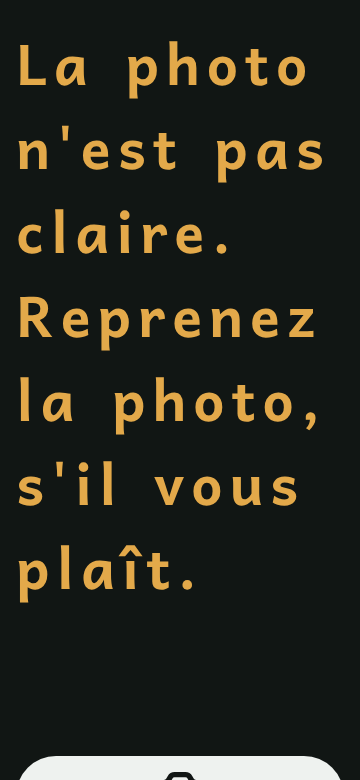 La photo
n'est pas
claire.
Reprenez
la photo,
s'il vous
plaît.